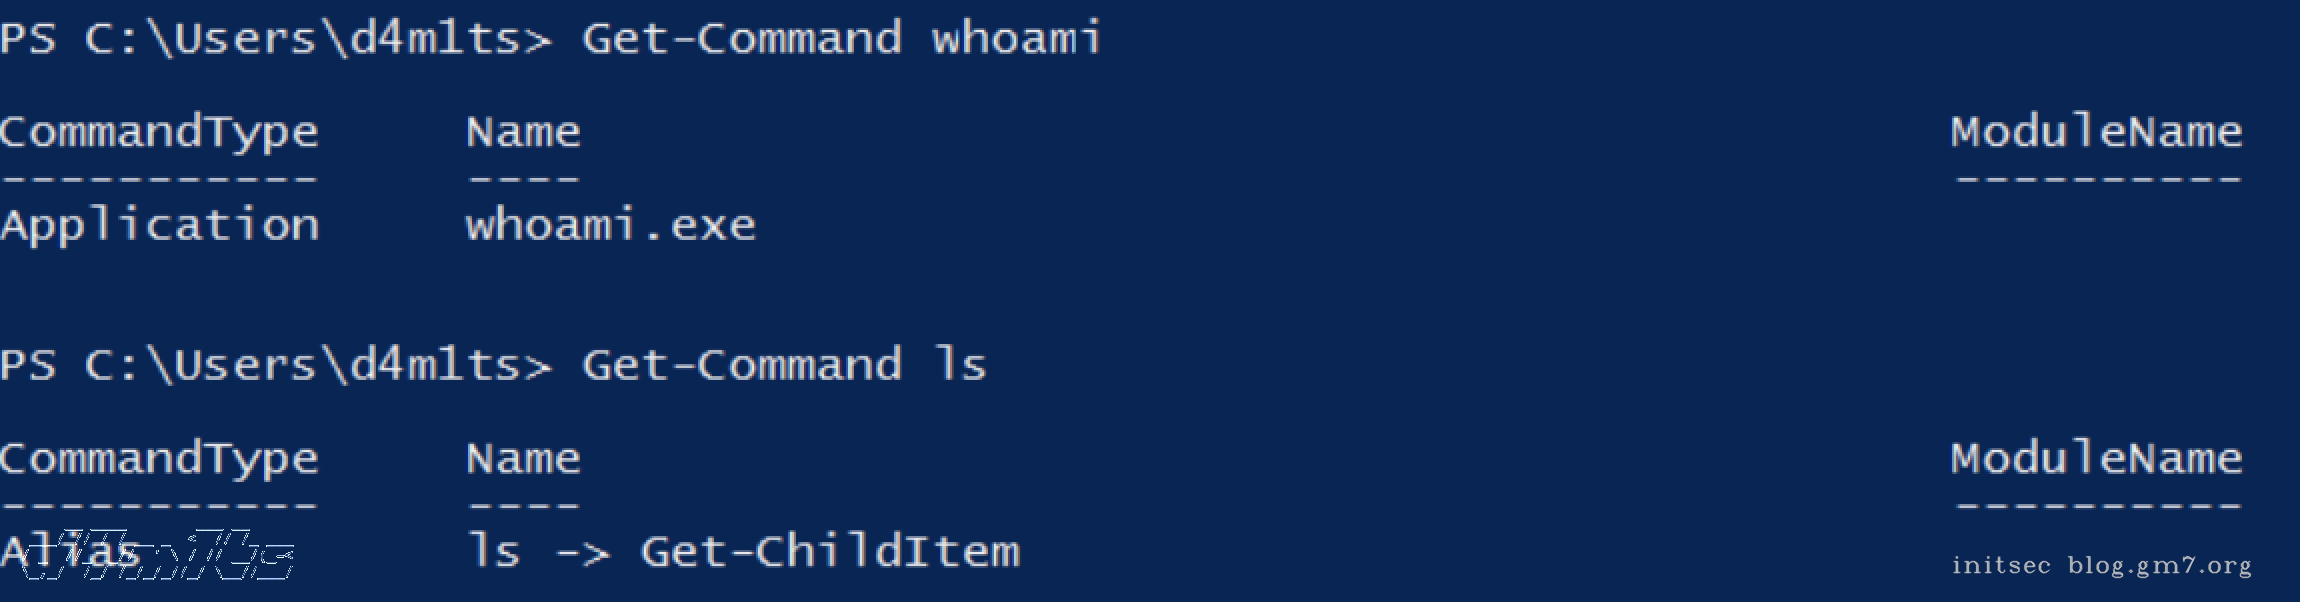 PS C:\Users\d4m1ts> Get-Command whoami
CommandType     Name     ModuleName
-----------     ----     ----------
Application     whoami.exe
PS C:\Users\d4m1ts> Get-Command ls
CommandType     Name     ModuleName
-----------     ----     ----------
Alias     ls -> Get-ChildItem
d4m1ts
initsec blog.gm7.org